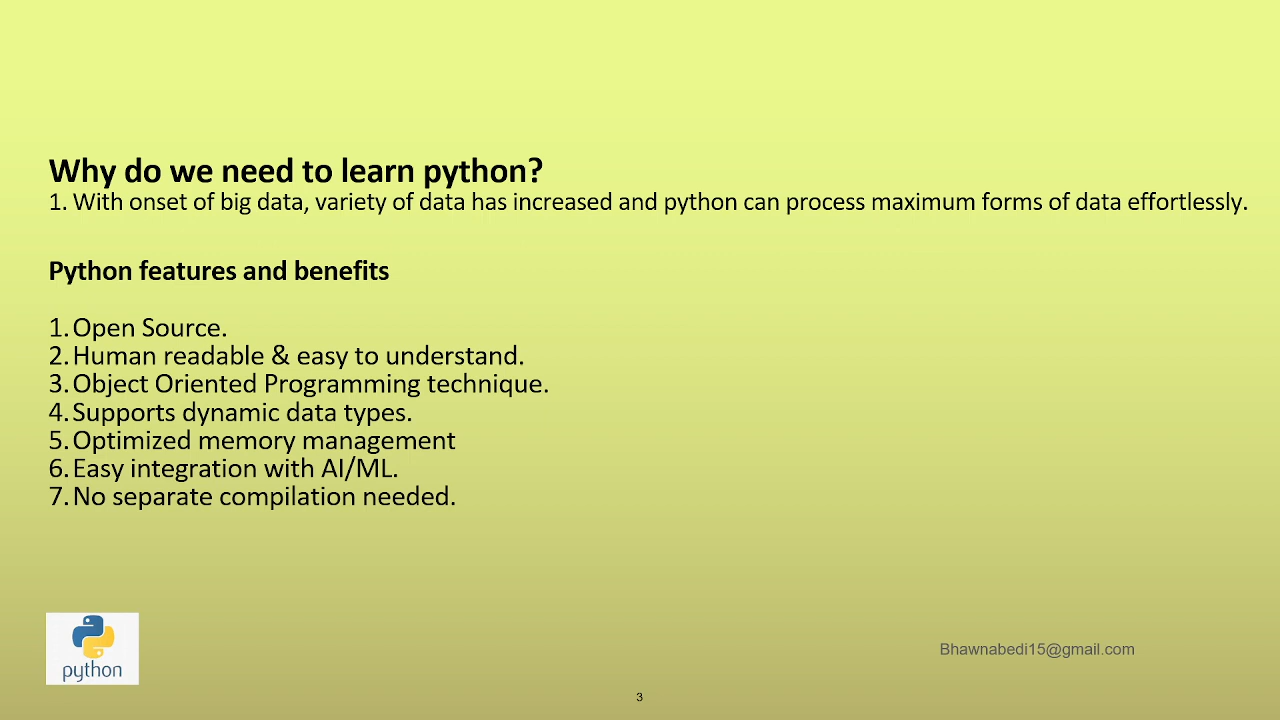 Why do we need to learn python?
1. With onset of big data, variety of data has increased and python can process maximum forms of data effortlessly.
Python features and benefits
1. Open Source.
2. Human readable & easy to understand.
3. Object Oriented Programming technique.
4. Supports dynamic data types.
5. Optimized memory management
6. Easy integration with AI/ML.
7. No separate compilation needed.
python
Bhawnabedi15@gmail.com
3